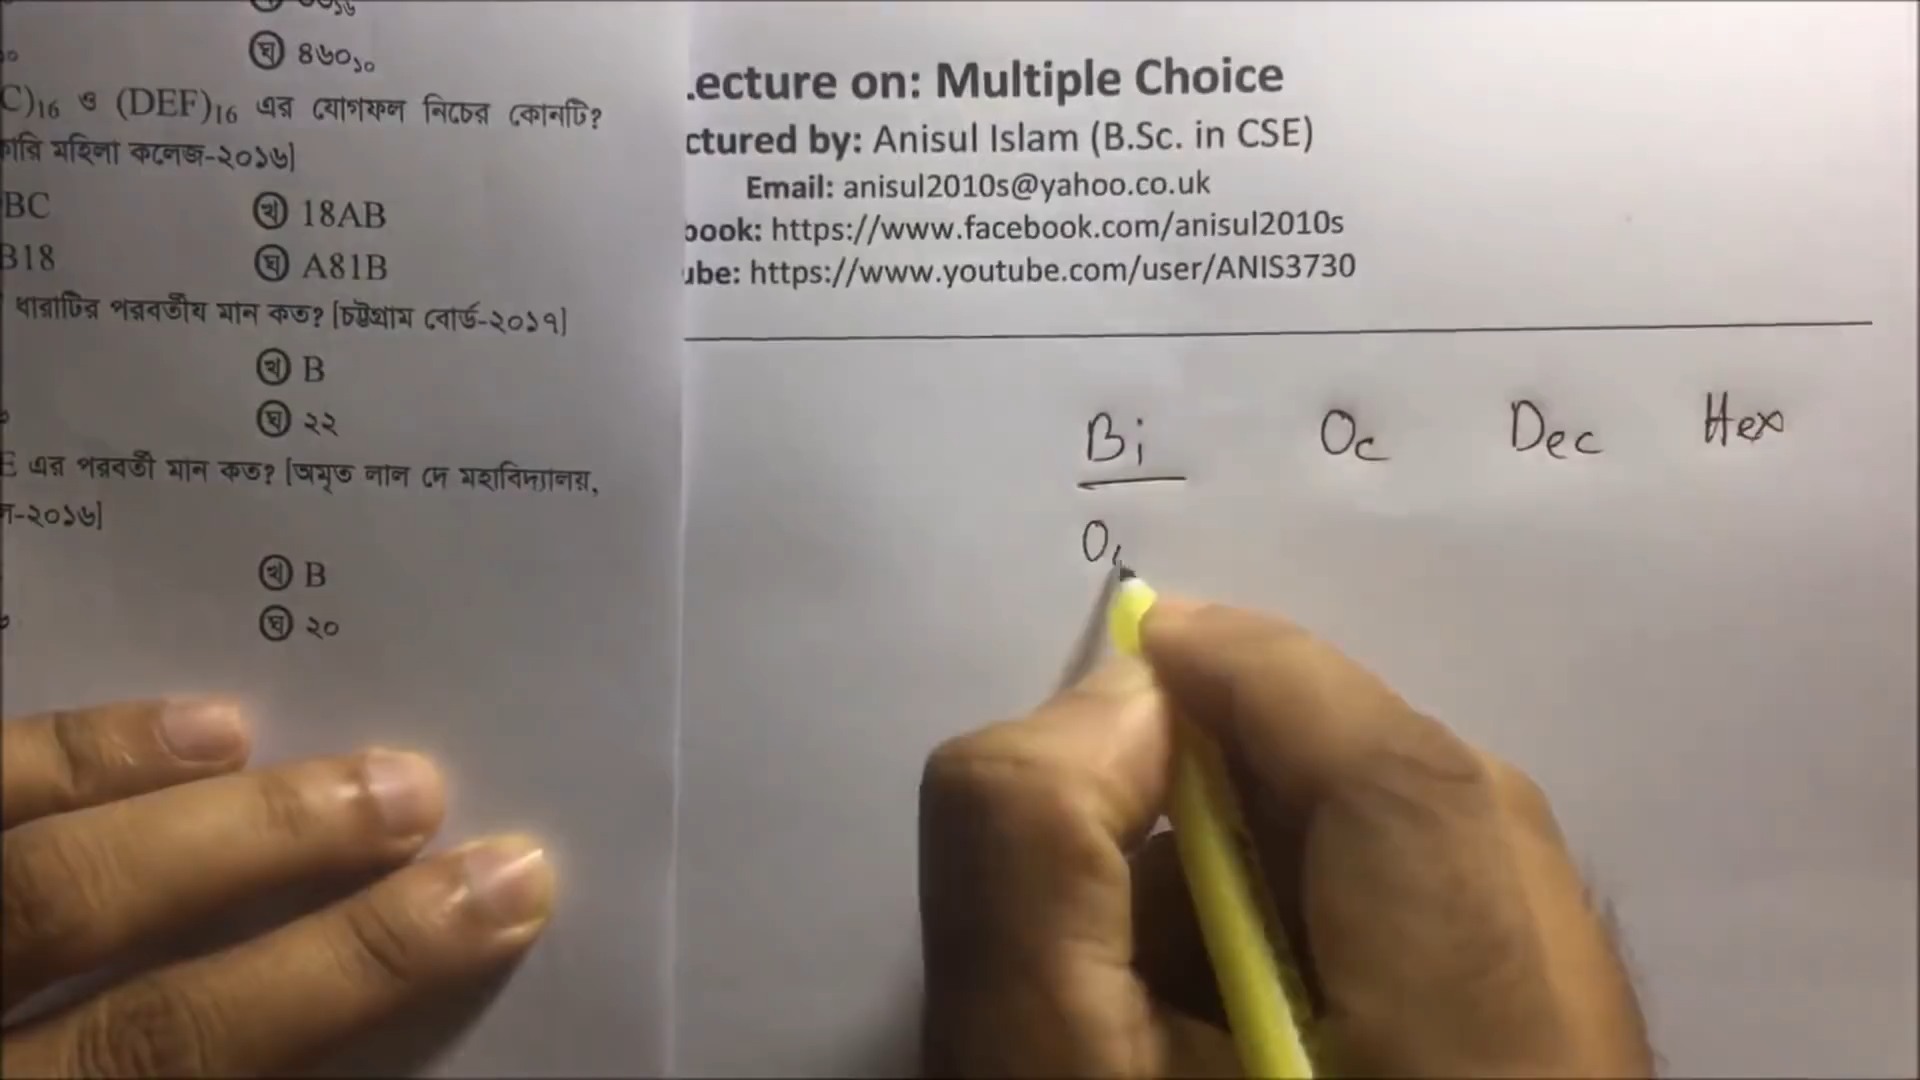 ঘ ৪৬০₁₀
C)₁₆ ও (DEF)₁₆ এর যোগফল নিচের কোনটি?
মহিলা কলেজ-২০১৬]
BC খ 18AB
B18 ঘ A81B
ধারাটির পরবর্তীয় মান কত? [চট্টগ্রাম বোর্ড-২০১৭]
খ B
ঘ ২২
E এর পরবর্তী মান কত? [অমৃত লাল দে মহাবিদ্যালয়,
-২০১৬]
খ B
ঘ ২০
Lecture on: Multiple Choice
ctured by: Anisul Islam (B.Sc. in CSE)
Email: anisul2010s@yahoo.co.uk
book: https://www.facebook.com/anisul2010s
ube: https://www.youtube.com/user/ANIS3730
Bi Oc Dec Hex
0,